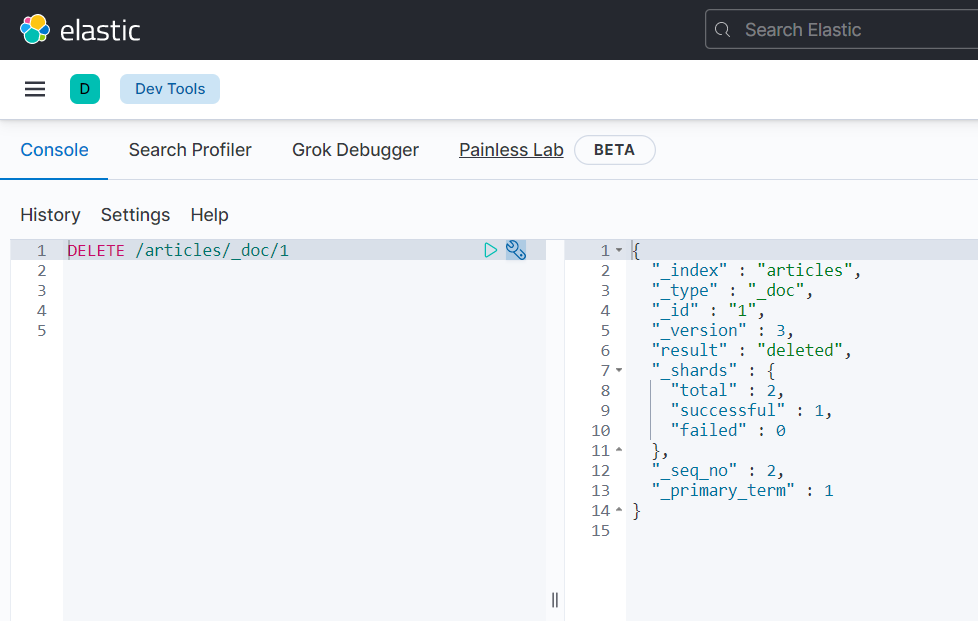 elastic
Search Elastic
D
Dev Tools
Console
Search Profiler
Grok Debugger
Painless Lab
BETA
History
Settings
Help
1 DELETE /articles/_doc/1
2
3
4
5
1 {
2 "_index" : "articles",
3 "_type" : "_doc",
4 "_id" : "1",
5 "_version" : 3,
6 "result" : "deleted",
7 "_shards" : {
8 "total" : 2,
9 "successful" : 1,
10 "failed" : 0
11 },
12 "_seq_no" : 2,
13 "_primary_term" : 1
14 }
15